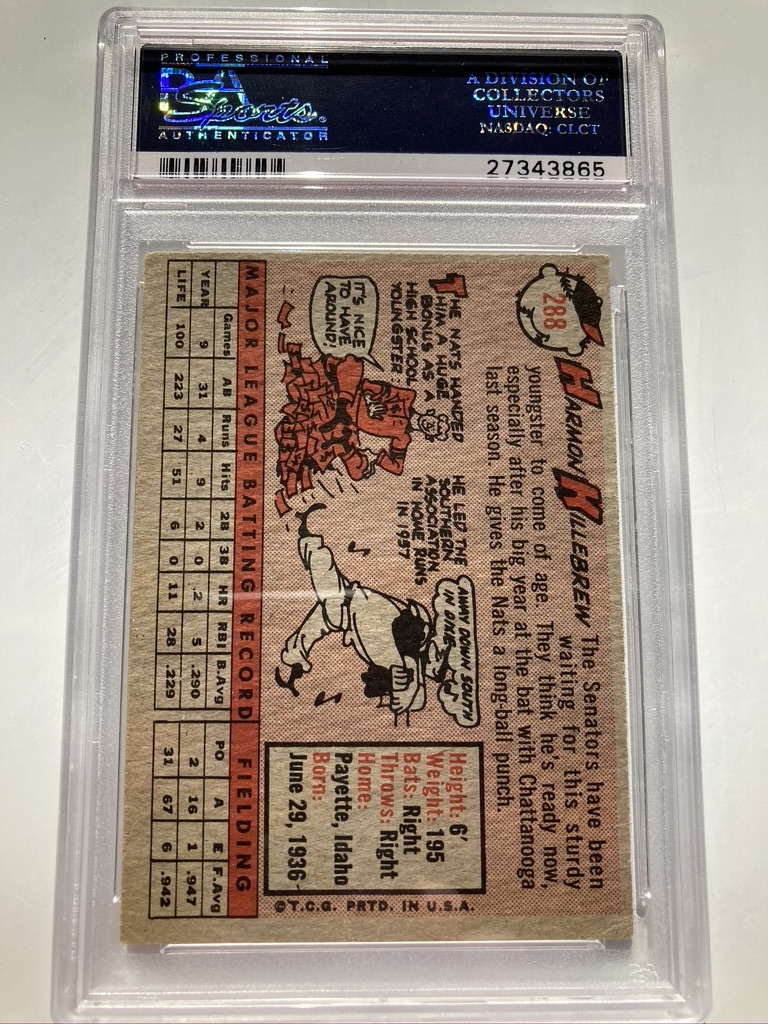 PROFESSIONAL
PSA
Sports.
AUTHENTICATOR
A DIVISION OF
COLLECTORS
UNIVERSE
NASDAQ: CLCT
27343865
288
HARMON KILLEBREW
The Senators have been
waiting for this sturdy
youngster to come of age. They think he's ready now,
especially after his big year at the bat with Chattanooga
last season. He gives the Nats a long-ball punch.
THE NATS HANDED
HIM A HUGE
BONUS AS A
HIGH SCHOOL
YOUNGSTER.
IT'S NICE
TO HAVE
AROUND!
HE LED THE
SOUTHERN
ASSOCIATION
IN HOME RUNS
IN 1957
AWAY DOWN SOUTH
IN DIXIE
Height: 6'
Weight: 195
Bats: Right
Throws: Right
Home:
Payette, Idaho
Born:
June 29, 1936
©T.C.G. PRTD. IN U.S.A.
MAJOR LEAGUE BATTING RECORD FIELDING
Games AB Runs Hits 2B 3B HR RBI B.Avg PO A E F.Avg
YEAR 9 31 4 9 2 0 2 5 .290 2 16 1 .947
LIFE 100 223 27 51 6 0 11 28 .229 31 67 6 .942